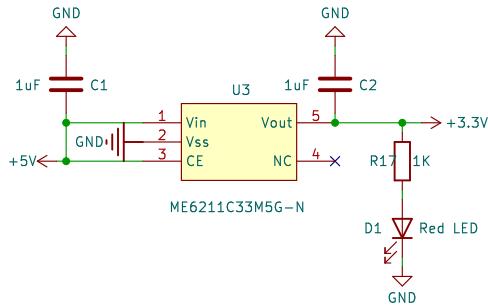 GND
GND
1uF
C1
1uF
C2
U3
1
Vin
Vout
5
+3.3V
GND
2
Vss
+5V
3
CE
NC
4
R17
1K
ME6211C33M5G-N
D1
Red LED
GND